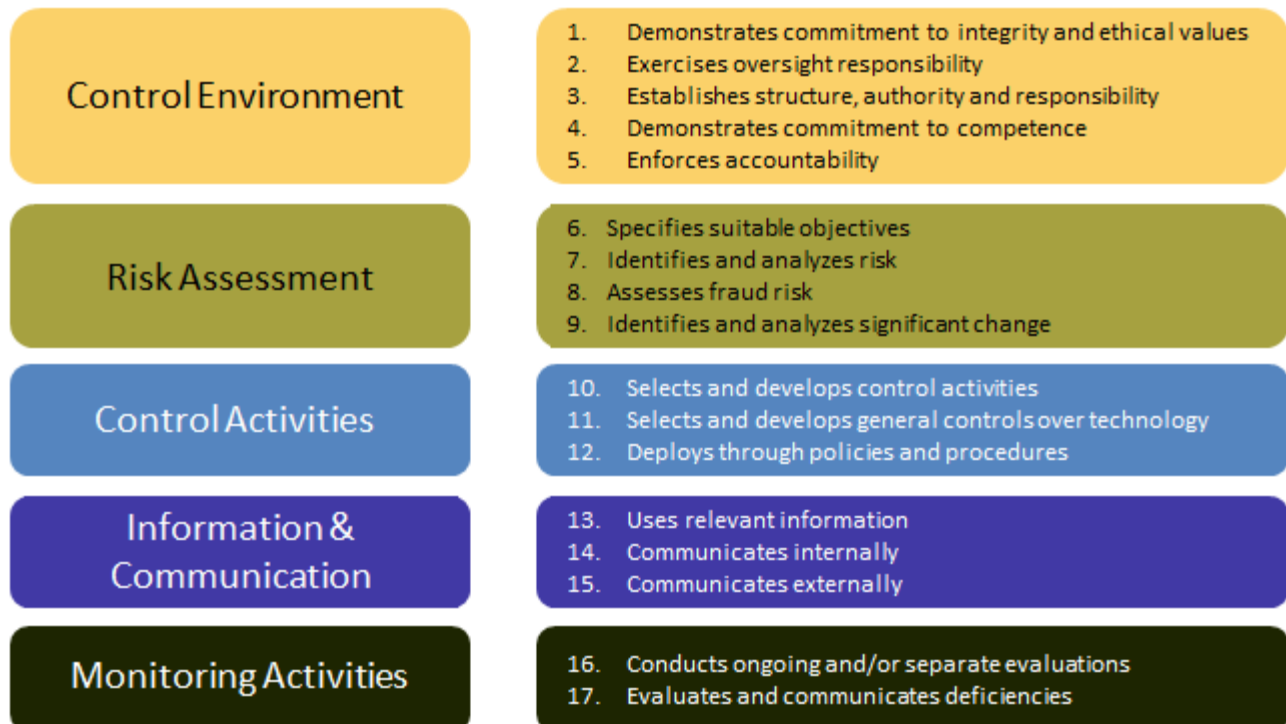 Control Environment
1. Demonstrates commitment to integrity and ethical values
2. Exercises oversight responsibility
3. Establishes structure, authority and responsibility
4. Demonstrates commitment to competence
5. Enforces accountability
Risk Assessment
6. Specifies suitable objectives
7. Identifies and analyzes risk
8. Assesses fraud risk
9. Identifies and analyzes significant change
Control Activities
10. Selects and develops control activities
11. Selects and develops general controls over technology
12. Deploys through policies and procedures
Information &
Communication
13. Uses relevant information
14. Communicates internally
15. Communicates externally
Monitoring Activities
16. Conducts ongoing and/or separate evaluations
17. Evaluates and communicates deficiencies